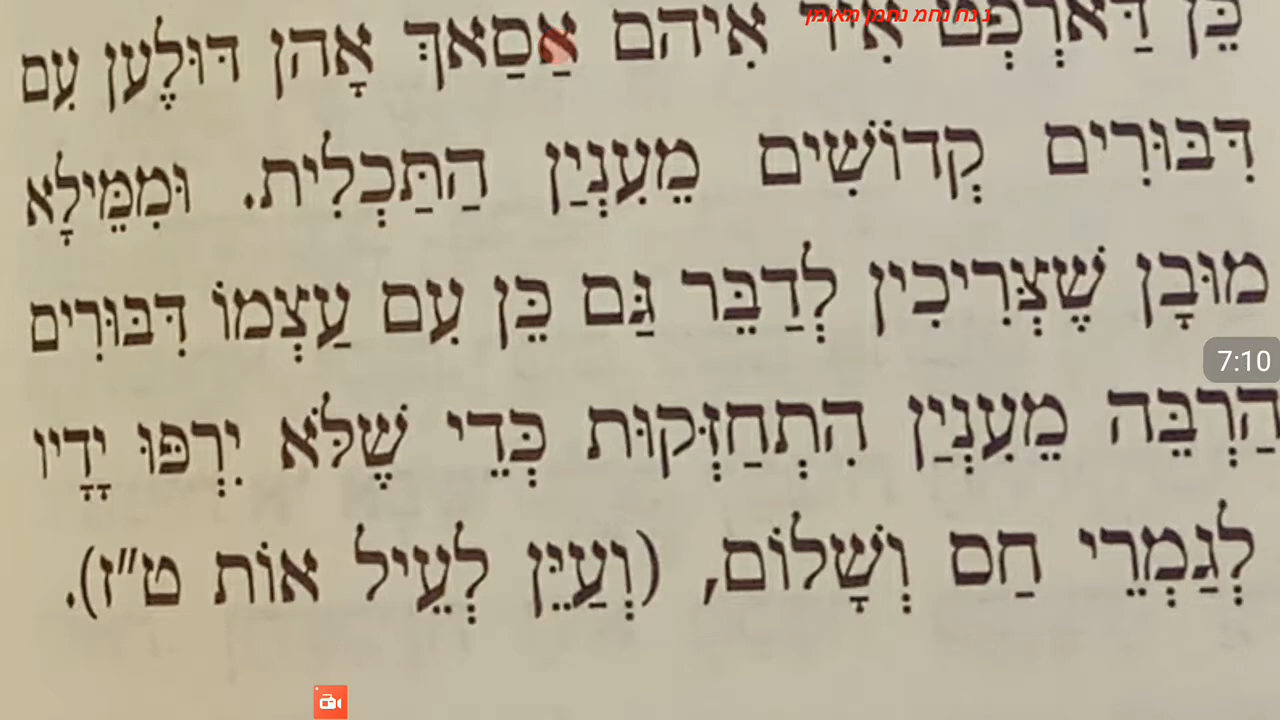 נ נח נחמ נחמן מאומן
כֵּן דַּארְפְסְט אִיר אִיהם אַסַאךְ אָהן דּוּלֶען עִם
דִּבּוּרִים קְדוֹשִׁים מֵעִנְיַן הַתַּכְלִית. וּמִמֵּילָא
מוּבָן שֶׁצְּרִיכִין לְדַבֵּר גַּם כֵּן עִם עַצְמוֹ דִּבּוּרִים
הַרְבֵּה מֵעִנְיַן הִתְחַזְּקוּת כְּדֵי שֶׁלֹּא יִרְפּוּ יָדָיו
לְגַמְרֵי חַס וְשָׁלוֹם, (וְעַיֵּן לְעֵיל אוֹת ט"ז).
7:10